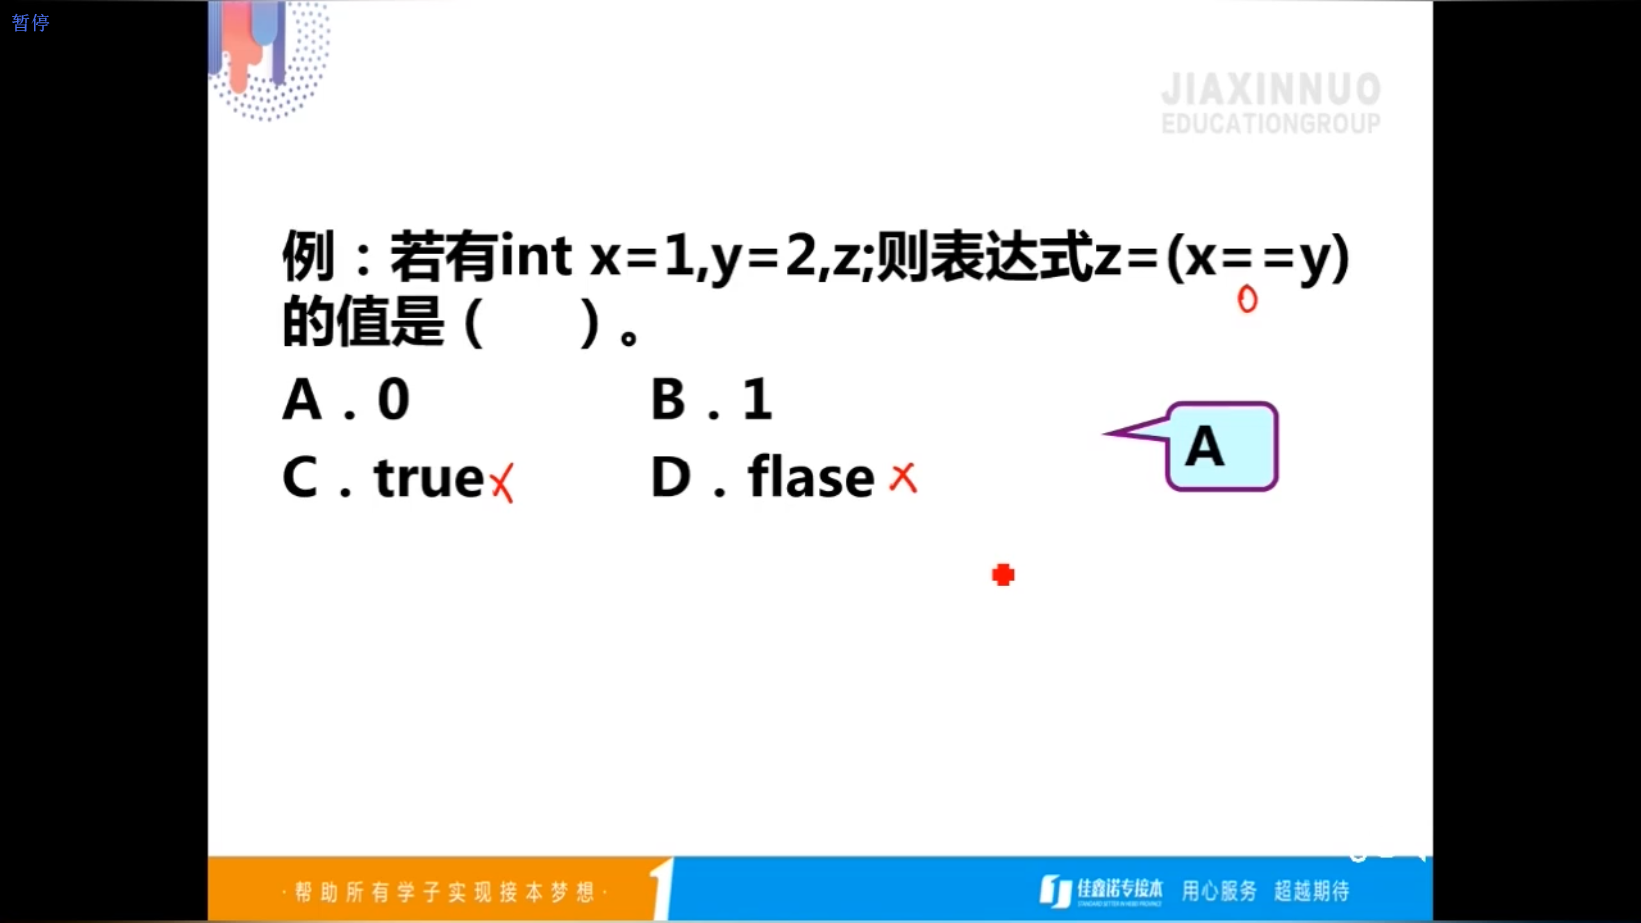 暂停
JIAXINNUO
EDUCATIONGROUP
例：若有int x=1,y=2,z;则表达式z=(x==y)
0
的值是（　　）。
A．0　　B．1
A
C．true×　　D．flase ×
·帮助所有学子实现接本梦想·
1
佳鑫诺专接本　用心服务 超越期待